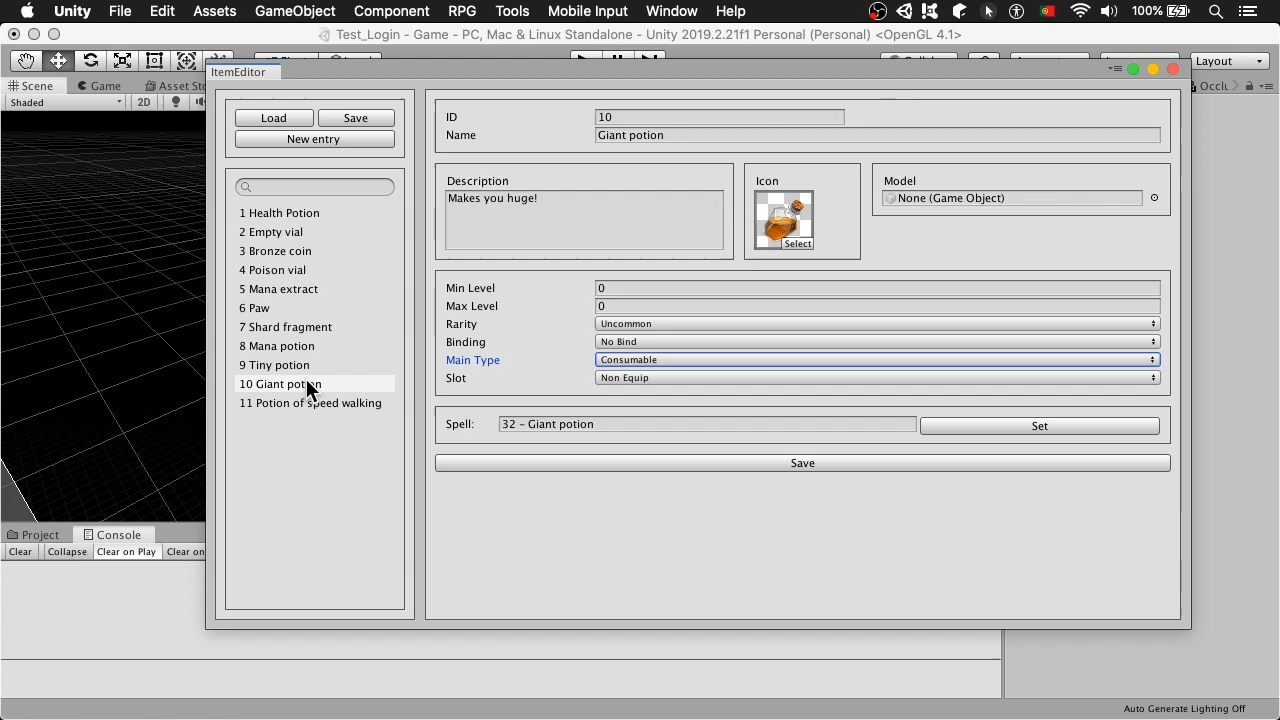 Unity File Edit Assets GameObject Component RPG Tools Mobile Input Window Help 100%
Test_Login - Game - PC, Mac & Linux Standalone - Unity 2019.2.21f1 Personal (Personal) <OpenGL 4.1>
Layout
ItemEditor
Scene Game Asset Sto
Occlu
Shaded 2D
Load Save
New entry
1 Health Potion
2 Empty vial
3 Bronze coin
4 Poison vial
5 Mana extract
6 Paw
7 Shard fragment
8 Mana potion
9 Tiny potion
10 Giant potion
11 Potion of speed walking
ID 10
Name Giant potion
Description
Makes you huge!
Icon
Select
Model
None (Game Object)
Min Level 0
Max Level 0
Rarity Uncommon
Binding No Bind
Main Type Consumable
Slot Non Equip
Spell: 32 - Giant potion Set
Save
Project Console
Clear Collapse Clear on Play Clear on
Auto Generate Lighting Off